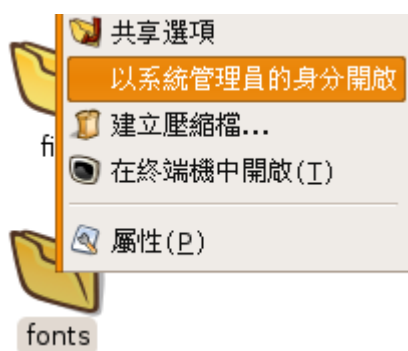 共享選項
以系統管理員的身分開啟
建立壓縮檔...
fi
在終端機中開啟(T)
屬性(P)
fonts